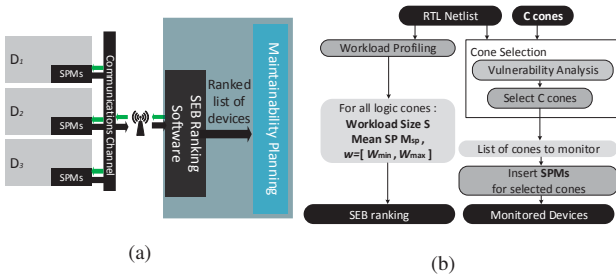 D1
SPMs
D2
SPMs
D3
SPMs
Communications Channel
SEB Ranking
Software
Ranked
list of
devices
Maintainability Planning
(a)
RTL Netlist
C cones
Workload Profiling
Cone Selection
Vulnerability Analysis
Select C cones
For all logic cones :
Workload Size S
Mean SP Msp ,
w=[ Wmin , Wmax ]
List of cones to monitor
Insert SPMs
for selected cones
SEB ranking
Monitored Devices
(b)